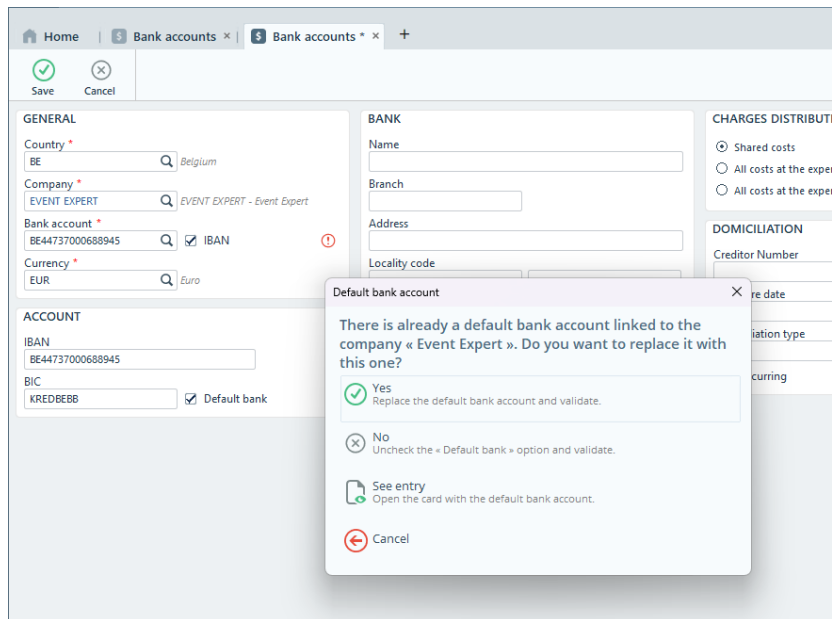 Home | Bank accounts × | Bank accounts * × +
Save Cancel
GENERAL
Country *
BE Belgium
Company *
EVENT EXPERT EVENT EXPERT - Event Expert
Bank account *
BE44737000688945 IBAN
Currency *
EUR Euro
ACCOUNT
IBAN
BE44737000688945
BIC
KREDBEBB Default bank
BANK
Name
Branch
Address
Locality code
CHARGES DISTRIBUTI
Shared costs
All costs at the exper
All costs at the exper
DOMICILIATION
Creditor Number
re date
iation type
curring
Default bank account
There is already a default bank account linked to the
company « Event Expert ». Do you want to replace it with
this one?
Yes
Replace the default bank account and validate.
No
Uncheck the « Default bank » option and validate.
See entry
Open the card with the default bank account.
Cancel